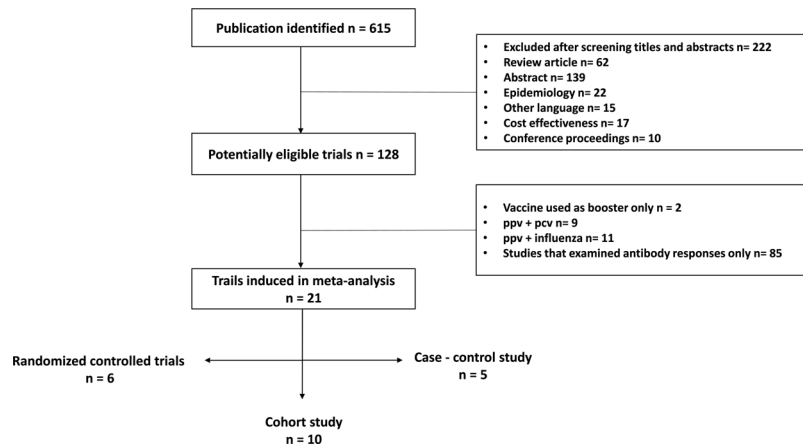 Publication identified n = 615
• Excluded after screening titles and abstracts n= 222
• Review article n= 62
• Abstract n= 139
• Epidemiology n= 22
• Other language n= 15
• Cost effectiveness n= 17
• Conference proceedings n= 10
Potentially eligible trials n = 128
• Vaccine used as booster only n = 2
• ppv + pcv n= 9
• ppv + influenza n= 11
• Studies that examined antibody responses only n= 85
Trails induced in meta-analysis
n = 21
Randomized controlled trials
n = 6
Case - control study
n = 5
Cohort study
n = 10